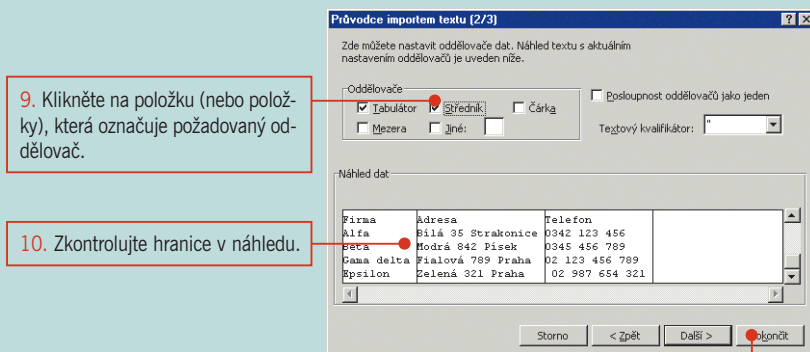 Průvodce importem textu (2/3)
Zde můžete nastavit oddělovače dat. Náhled textu s aktuálním
nastavením oddělovačů je uveden níže.
9. Klikněte na položku (nebo polož-
ky), která označuje požadovaný od-
dělovač.
Oddělovače
Tabulátor Středník Čárka
Mezera Jiné:
Posloupnost oddělovačů jako jeden
Textový kvalifikátor: "
Náhled dat
10. Zkontrolujte hranice v náhledu.
Firma Adresa Telefon
Alfa Bílá 35 Strakonice 0342 123 456
Beta Modrá 842 Písek 0345 456 789
Gama delta Fialová 789 Praha 02 123 456 789
Epsilon Zelená 321 Praha 02 987 654 321
Storno < Zpět Další > Dokončit